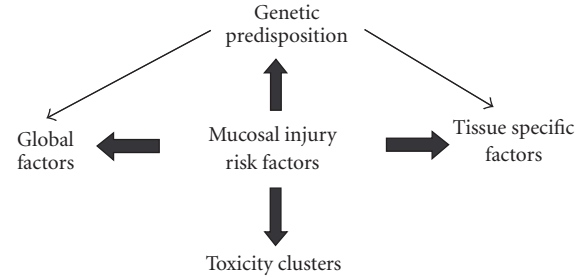 Genetic
predisposition
Global
factors
Mucosal injury
risk factors
Tissue specific
factors
Toxicity clusters